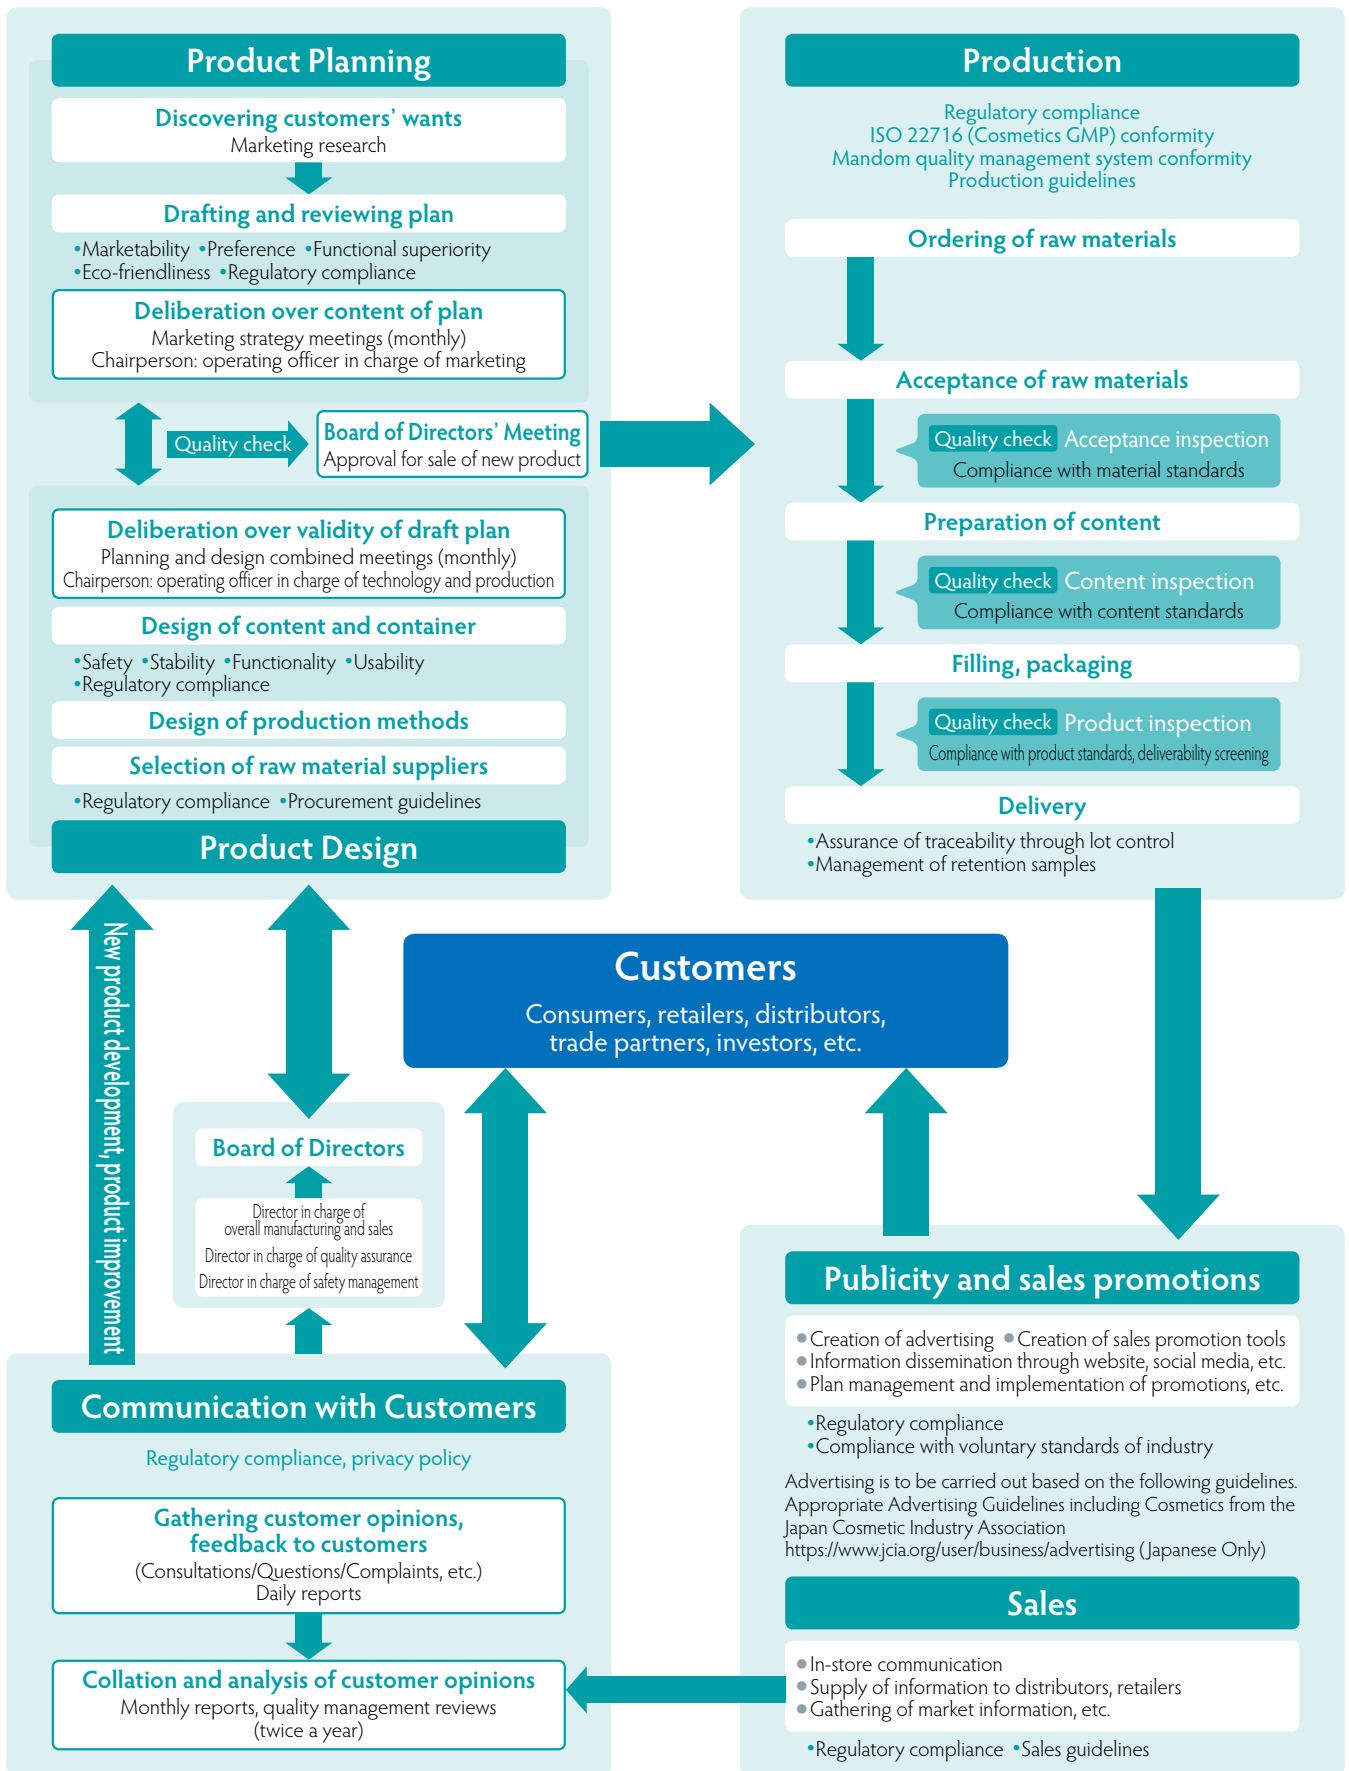 Product Planning
Discovering customers’ wants
Marketing research
Drafting and reviewing plan
•Marketability •Preference •Functional superiority
•Eco-friendliness •Regulatory compliance
Deliberation over content of plan
Marketing strategy meetings (monthly)
Chairperson: operating officer in charge of marketing
Quality check
Board of Directors’ Meeting
Approval for sale of new product
Deliberation over validity of draft plan
Planning and design combined meetings (monthly)
Chairperson: operating officer in charge of technology and production
Design of content and container
•Safety •Stability •Functionality •Usability
•Regulatory compliance
Design of production methods
Selection of raw material suppliers
•Regulatory compliance •Procurement guidelines
Product Design
Production
Regulatory compliance
ISO 22716 (Cosmetics GMP) conformity
Mandom quality management system conformity
Production guidelines
Ordering of raw materials
Acceptance of raw materials
Quality check Acceptance inspection
Compliance with material standards
Preparation of content
Quality check Content inspection
Compliance with content standards
Filling, packaging
Quality check Product inspection
Compliance with product standards, deliverability screening
Delivery
•Assurance of traceability through lot control
•Management of retention samples
New product development, product improvement
Customers
Consumers, retailers, distributors,
trade partners, investors, etc.
Board of Directors
Director in charge of
overall manufacturing and sales
Director in charge of quality assurance
Director in charge of safety management
Communication with Customers
Regulatory compliance, privacy policy
Gathering customer opinions,
feedback to customers
(Consultations/Questions/Complaints, etc.)
Daily reports
Collation and analysis of customer opinions
Monthly reports, quality management reviews
(twice a year)
Publicity and sales promotions
●Creation of advertising ●Creation of sales promotion tools
●Information dissemination through website, social media, etc.
●Plan management and implementation of promotions, etc.
•Regulatory compliance
•Compliance with voluntary standards of industry
Advertising is to be carried out based on the following guidelines.
Appropriate Advertising Guidelines including Cosmetics from the
Japan Cosmetic Industry Association
https://www.jcia.org/user/business/advertising (Japanese Only)
Sales
●In-store communication
●Supply of information to distributors, retailers
●Gathering of market information, etc.
•Regulatory compliance •Sales guidelines